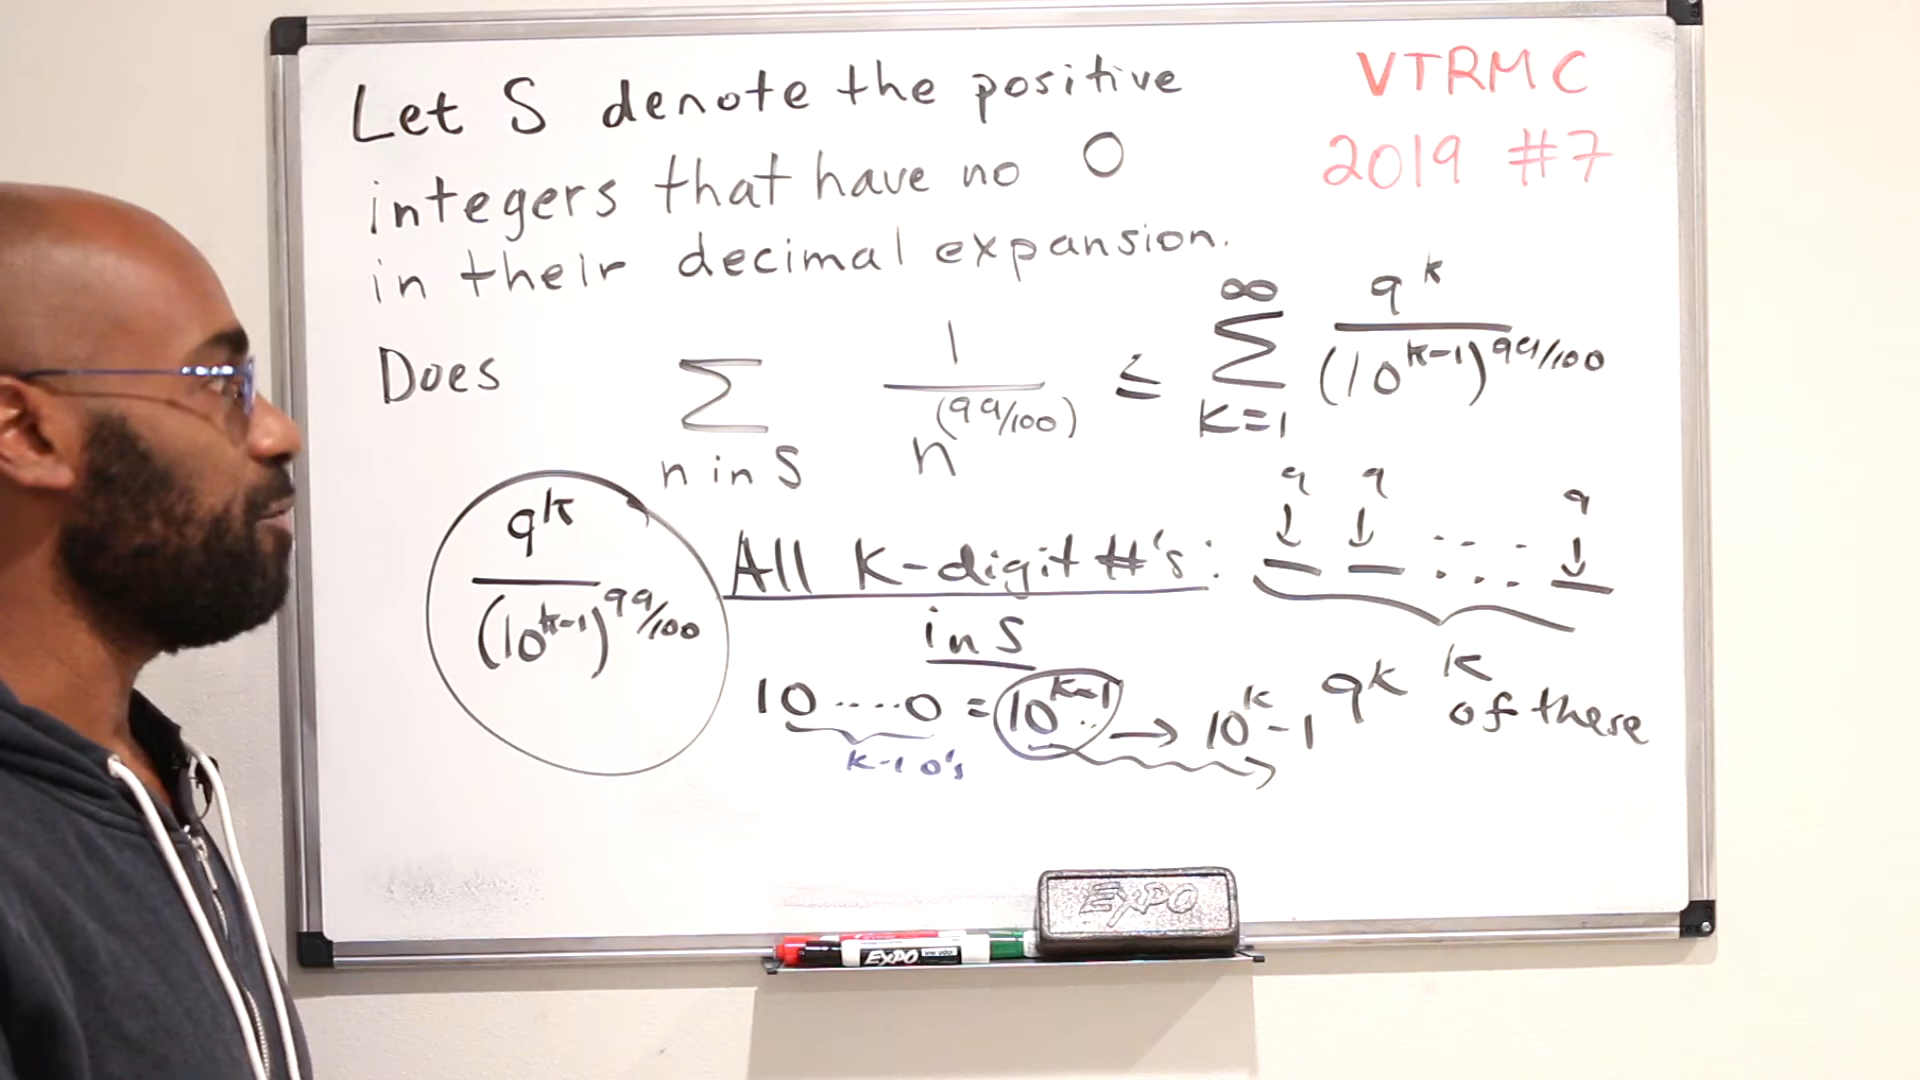 Let S denote the positive
integers that have no 0
in their decimal expansion.
VTRMC
2019 #7
Does ∑ n in S 1/n^(99/100) ≤ ∑ k=1 ∞ 9^k/(10^(k-1))^99/100
9^k/(10^(k-1))^99/100
All K-digit #'s:
in S
9 9 .... 9
↓ ↓ ↓
10....0 = 10^(k-1) → 10^k - 1
k-1 0's
9^k
k of these
EXPO
EXPO